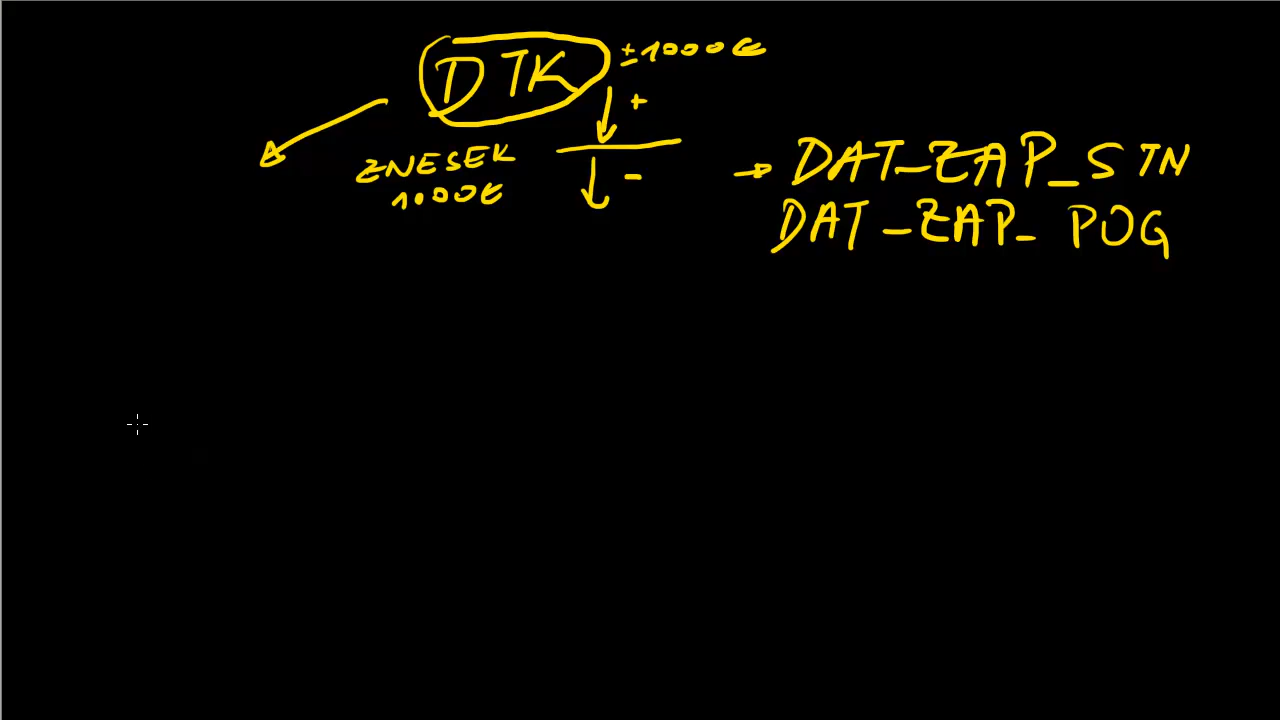 DTK ±1000€
+
ZNESEK
1000€
-
DAT_ZAP_STN
DAT_ZAP_POG